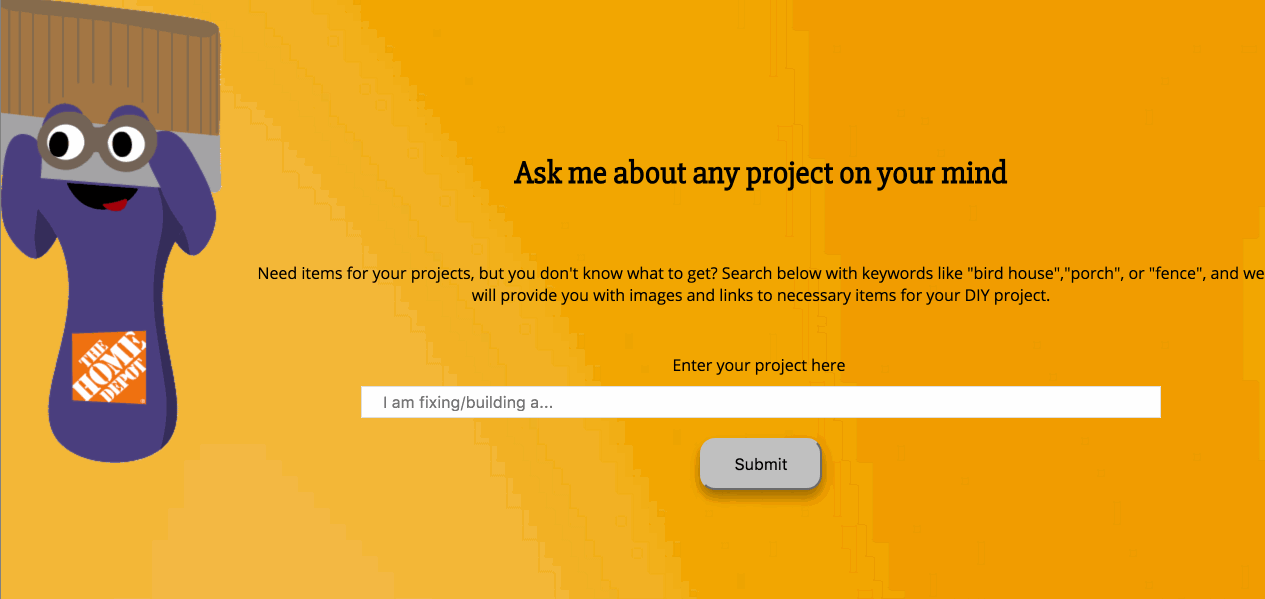 Ask me about any project on your mind
Need items for your projects, but you don't know what to get? Search below with keywords like "bird house","porch", or "fence", and we
will provide you with images and links to necessary items for your DIY project.
Enter your project here
I am fixing/building a...
Submit
THE
HOME
DEPOT